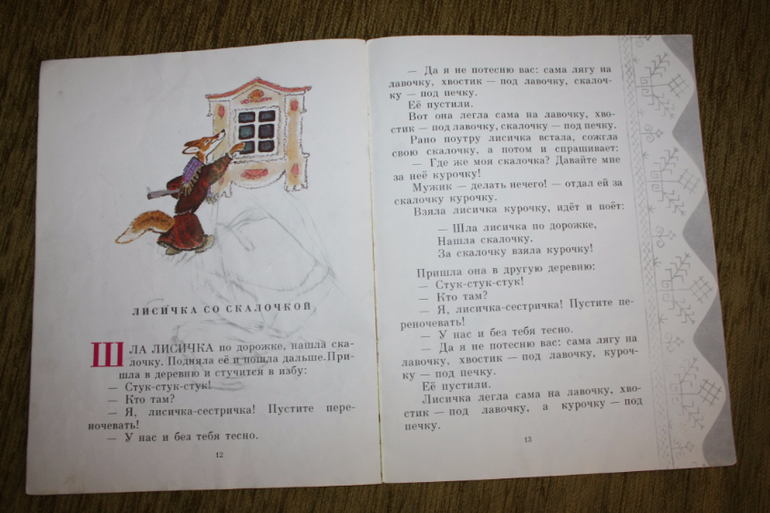 ЛИСИЧКА СО СКАЛОЧКОЙ
ШЛА ЛИСИЧКА по дорожке, нашла ска-
лочку. Подняла её и пошла дальше. При-
шла в деревню и стучится в избу:
— Стук-стук-стук!
— Кто там?
— Я, лисичка-сестричка! Пустите пере-
ночевать!
— У нас и без тебя тесно.
12
— Да я не потесню вас: сама лягу на
лавочку, хвостик — под лавочку, скалоч-
ку — под печку.
Её пустили.
Вот она легла сама на лавочку, хво-
стик — под лавочку, скалочку — под печку.
Рано поутру лисичка встала, сожгла
свою скалочку, а потом и спрашивает:
— Где же моя скалочка? Давайте мне
за неё курочку!
Мужик — делать нечего! — отдал ей за
скалочку курочку.
Взяла лисичка курочку, идёт и поёт:
— Шла лисичка по дорожке,
Нашла скалочку.
За скалочку взяла курочку!
Пришла она в другую деревню:
— Стук-стук-стук!
— Кто там?
— Я, лисичка-сестричка! Пустите пе-
реночевать!
— У нас и без тебя тесно.
— Да я не потесню вас: сама лягу на
лавочку, хвостик — под лавочку, куроч-
ку — под печку.
Её пустили.
Лисичка легла сама на лавочку, хво-
стик — под лавочку, а курочку — под
печку.
13